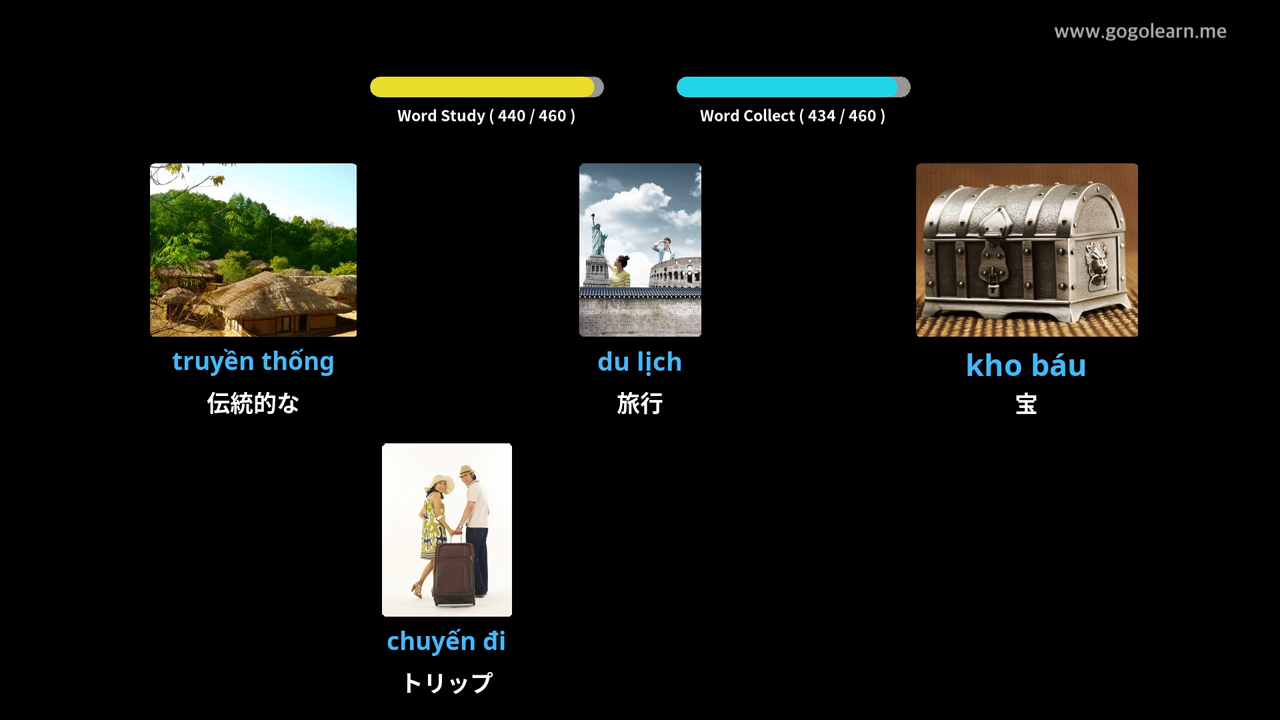 www.gogolearn.me
Word Study ( 440 / 460 )
Word Collect ( 434 / 460 )
truyền thống
伝統的な
du lịch
旅行
kho báu
宝
chuyến đi
トリップ